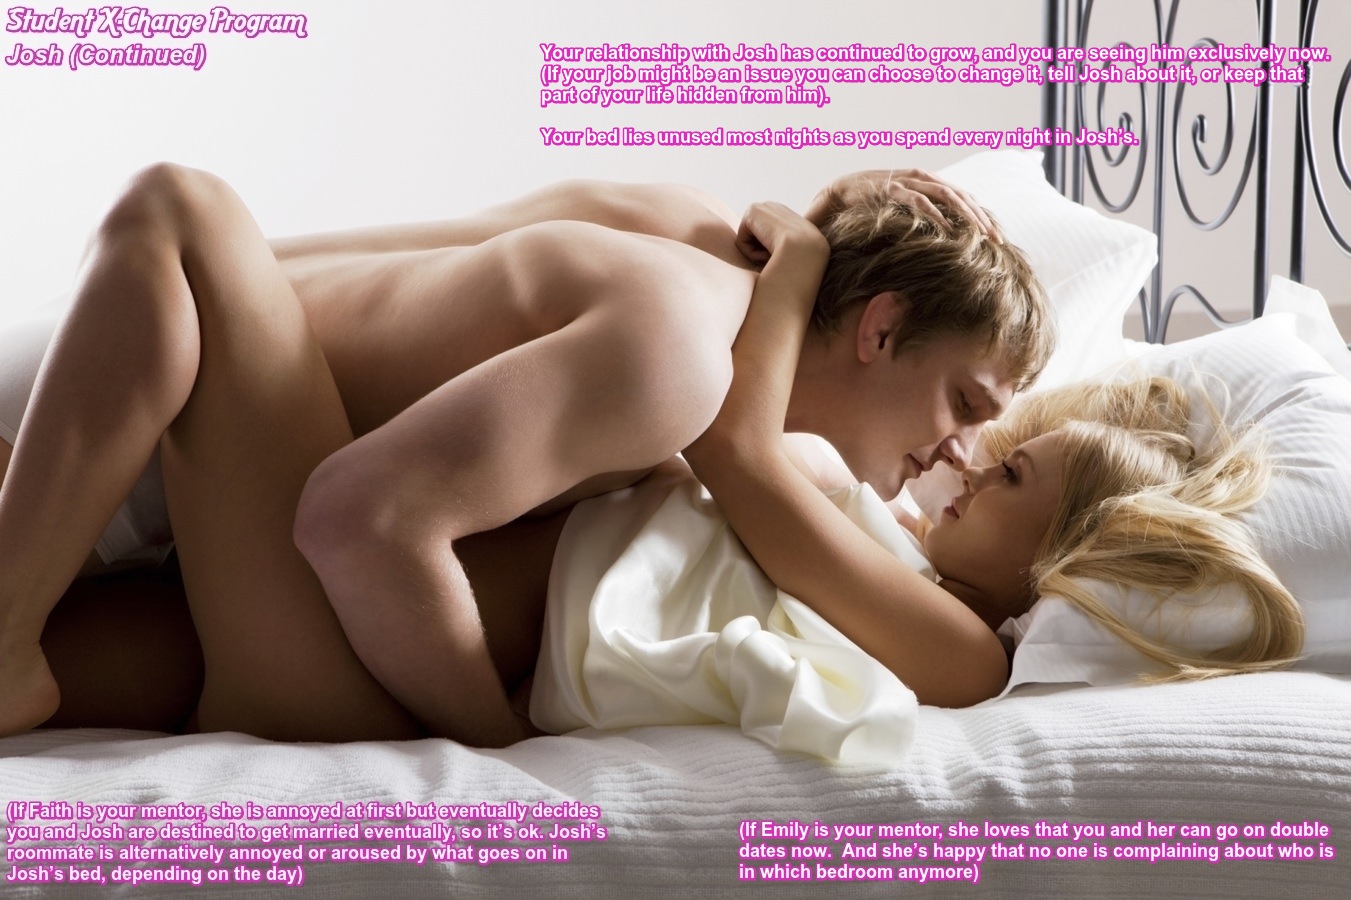 Student X-Change Program
Josh (Continued)
Your relationship with Josh has continued to grow, and you are seeing him exclusively now.
(If your job might be an issue you can choose to change it, tell Josh about it, or keep that
part of your life hidden from him).
Your bed lies unused most nights as you spend every night in Josh's.
(If Faith is your mentor, she is annoyed at first but eventually decides
you and Josh are destined to get married eventually, so it's ok. Josh's
roommate is alternatively annoyed or aroused by what goes on in
Josh's bed, depending on the day)
(If Emily is your mentor, she loves that you and her can go on double
dates now.  And she's happy that no one is complaining about who is
in which bedroom anymore)